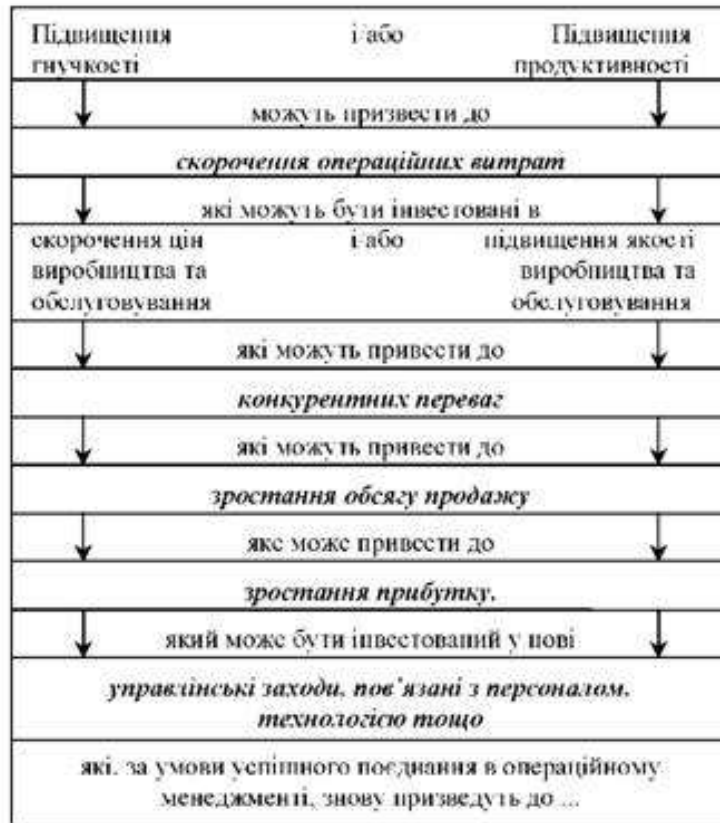 Підвищення і або Підвищення
гнучкості продуктивності
можуть призвести до
скорочення операційних витрат
які можуть бути інвестовані в
скорочення цін і або підвищення якості
виробництва та виробництва та
обслуговування обслуговування
які можуть привести до
конкурентних переваг
які можуть привести до
зростання обсягу продажу
яке може привести до
зростання прибутку,
який може бути інвестований у нові
управлінські заходи, пов'язані з персоналом,
технологією тощо
які, за умови успішного поєднання в операційному
менеджменті, знову призведуть до ...